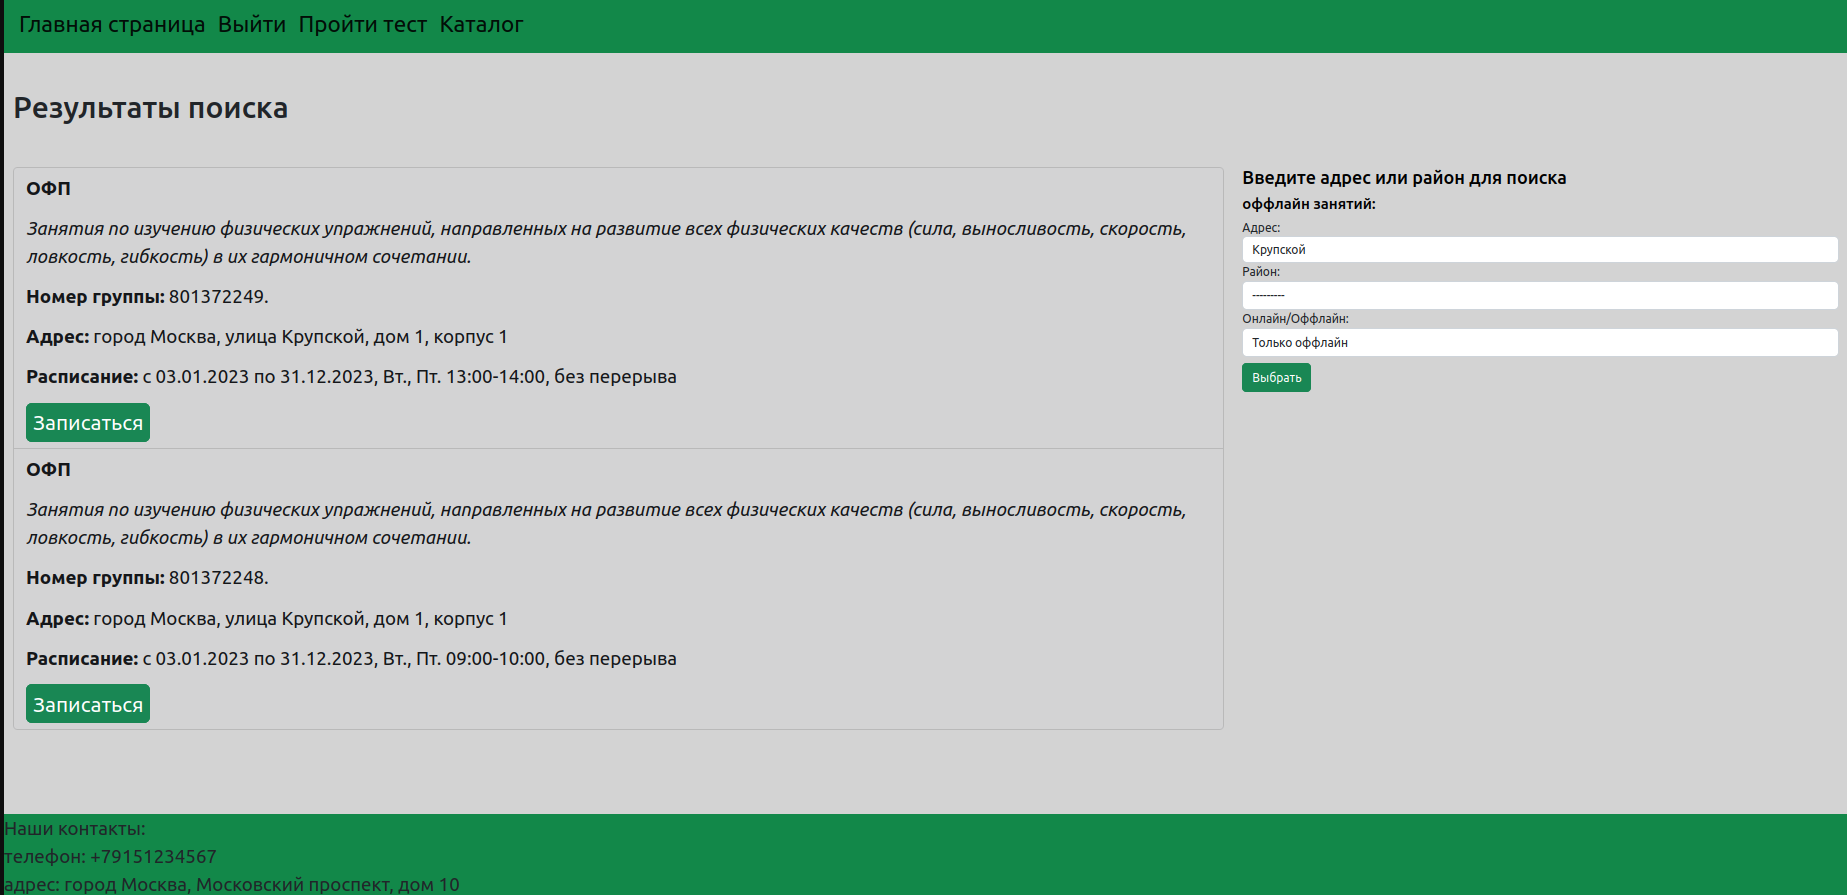 Главная страница Выйти Пройти тест Каталог
Результаты поиска
ОФП
Занятия по изучению физических упражнений, направленных на развитие всех физических качеств (сила, выносливость, скорость,
ловкость, гибкость) в их гармоничном сочетании.
Номер группы: 801372249.
Адрес: город Москва, улица Крупской, дом 1, корпус 1
Расписание: с 03.01.2023 по 31.12.2023, Вт., Пт. 13:00-14:00, без перерыва
Записаться
ОФП
Занятия по изучению физических упражнений, направленных на развитие всех физических качеств (сила, выносливость, скорость,
ловкость, гибкость) в их гармоничном сочетании.
Номер группы: 801372248.
Адрес: город Москва, улица Крупской, дом 1, корпус 1
Расписание: с 03.01.2023 по 31.12.2023, Вт., Пт. 09:00-10:00, без перерыва
Записаться
Введите адрес или район для поиска
оффлайн занятий:
Адрес:
Крупской
Район:
---------
Онлайн/Оффлайн:
Только оффлайн
Выбрать
Наши контакты:
телефон: +79151234567
адрес: город Москва, Московский проспект, дом 10